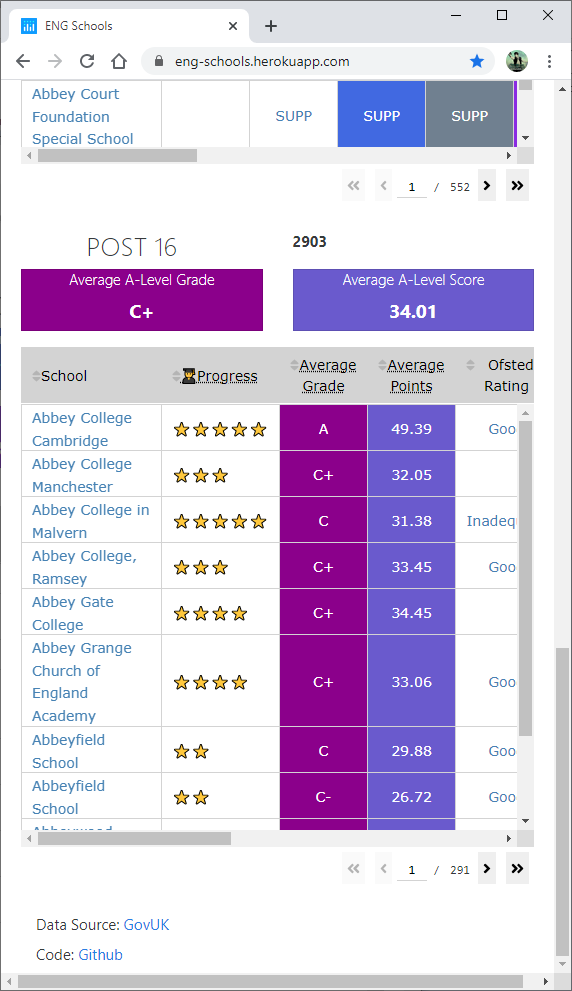 ENG Schools
eng-schools.herokuapp.com
Abbey Court
Foundation
Special School
SUPP
SUPP
SUPP
1 / 552
POST 16
2903
Average A-Level Grade
C+
Average A-Level Score
34.01
School
Progress
Average
Grade
Average
Points
Ofsted
Rating
Abbey College
Cambridge
A
49.39
Goo
Abbey College
Manchester
C+
32.05
Abbey College in
Malvern
C
31.38
Inadeq
Abbey College,
Ramsey
C+
33.45
Goo
Abbey Gate
College
C+
34.45
Abbey Grange
Church of
England
Academy
C+
33.06
Goo
Abbeyfield
School
C
29.88
Goo
Abbeyfield
School
C-
26.72
Goo
1 / 291
Data Source: GovUK
Code: Github